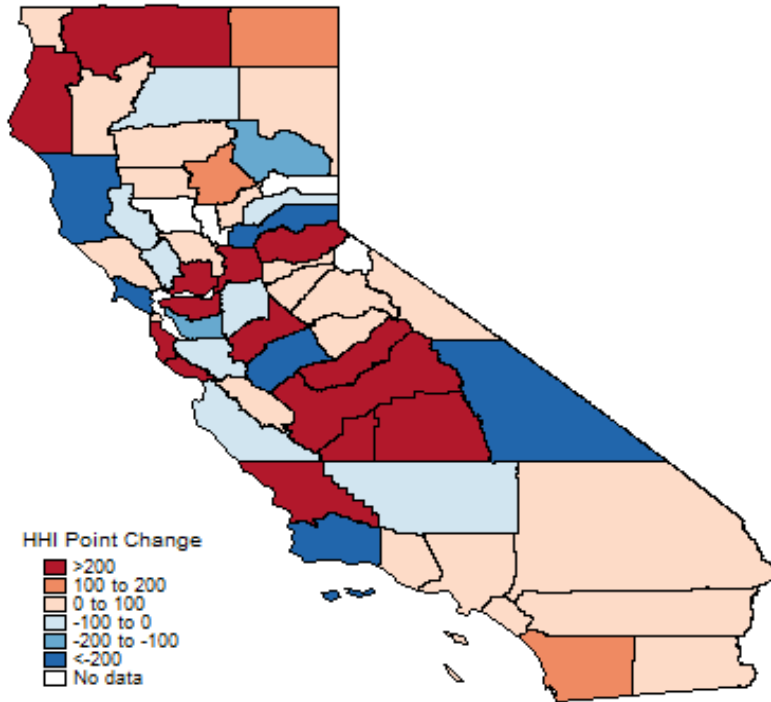 HHI Point Change
>200
100 to 200
0 to 100
-100 to 0
-200 to -100
<-200
No data